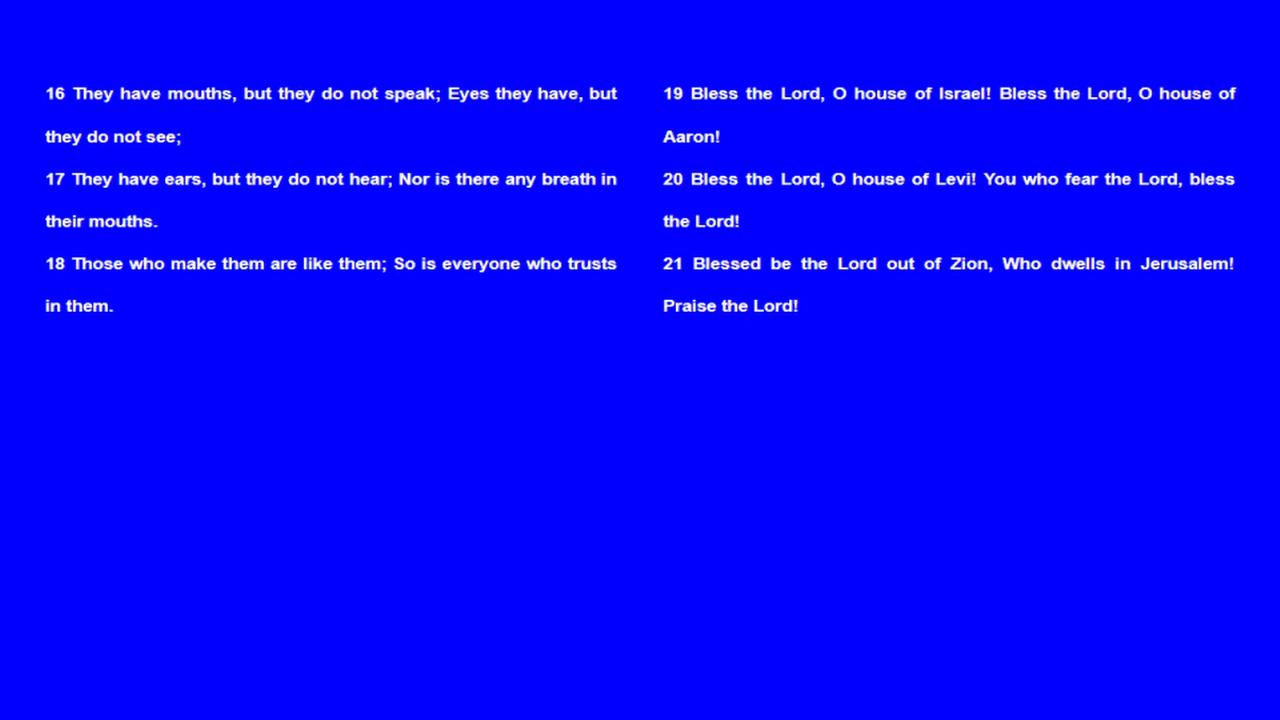 16 They have mouths, but they do not speak; Eyes they have, but
they do not see;
17 They have ears, but they do not hear; Nor is there any breath in
their mouths.
18 Those who make them are like them; So is everyone who trusts
in them.
19 Bless the Lord, O house of Israel! Bless the Lord, O house of
Aaron!
20 Bless the Lord, O house of Levi! You who fear the Lord, bless
the Lord!
21 Blessed be the Lord out of Zion, Who dwells in Jerusalem!
Praise the Lord!